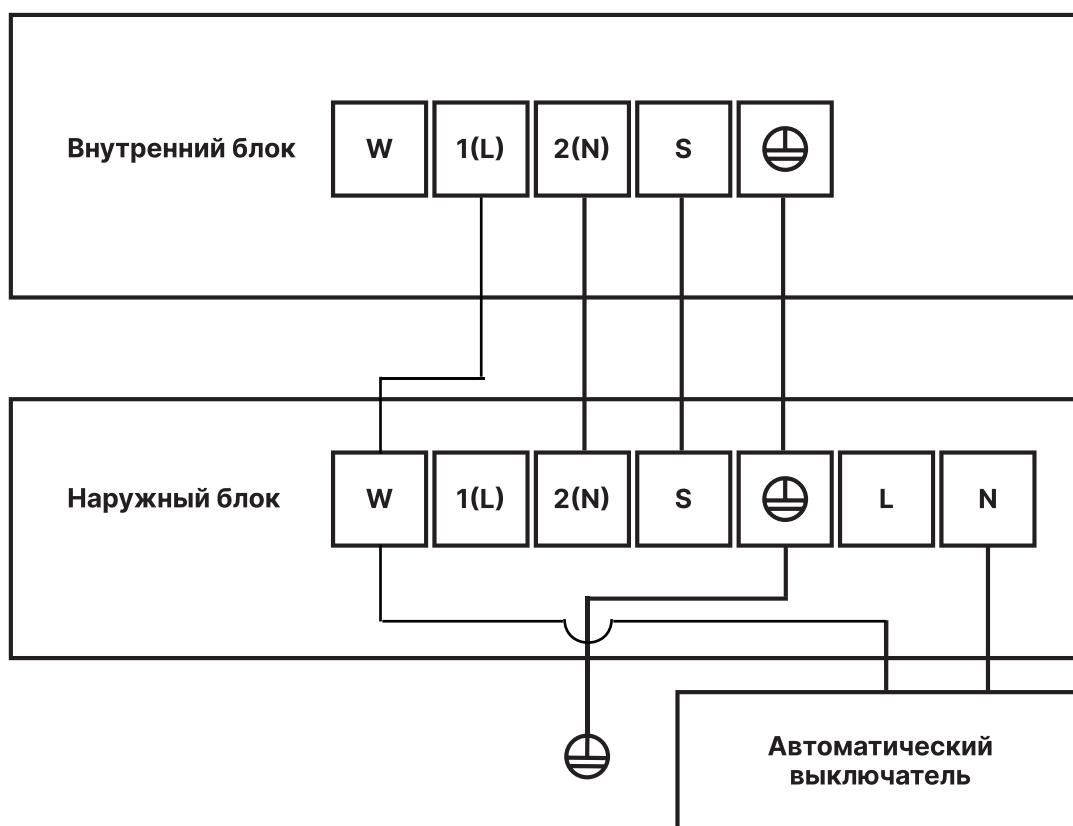 Внутренний блок W 1(L) 2(N) S
Наружный блок W 1(L) 2(N) S L N
Автоматический
выключатель